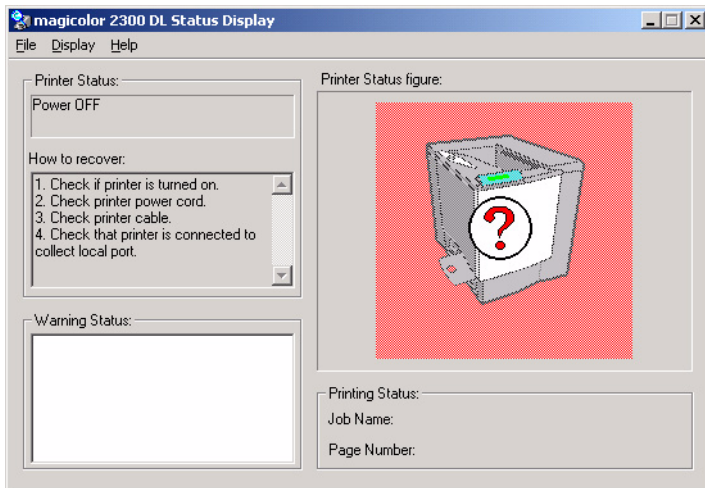 magicolor 2300 DL Status Display
File Display Help
Printer Status:
Power OFF
How to recover:
1. Check if printer is turned on.
2. Check printer power cord.
3. Check printer cable.
4. Check that printer is connected to
collect local port.
Warning Status:
Printer Status figure:
?
Printing Status:
Job Name:
Page Number: